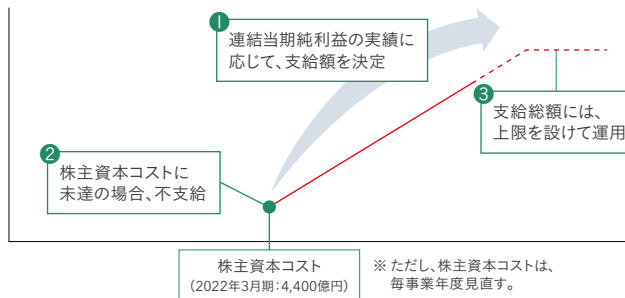 1
連結当期純利益の実績に
応じて、支給額を決定
3
支給総額には、
上限を設けて運用
2
株主資本コストに
未達の場合、不支給
株主資本コスト
(2022年3月期:4,400億円)
※ ただし、株主資本コストは、
毎事業年度見直す。